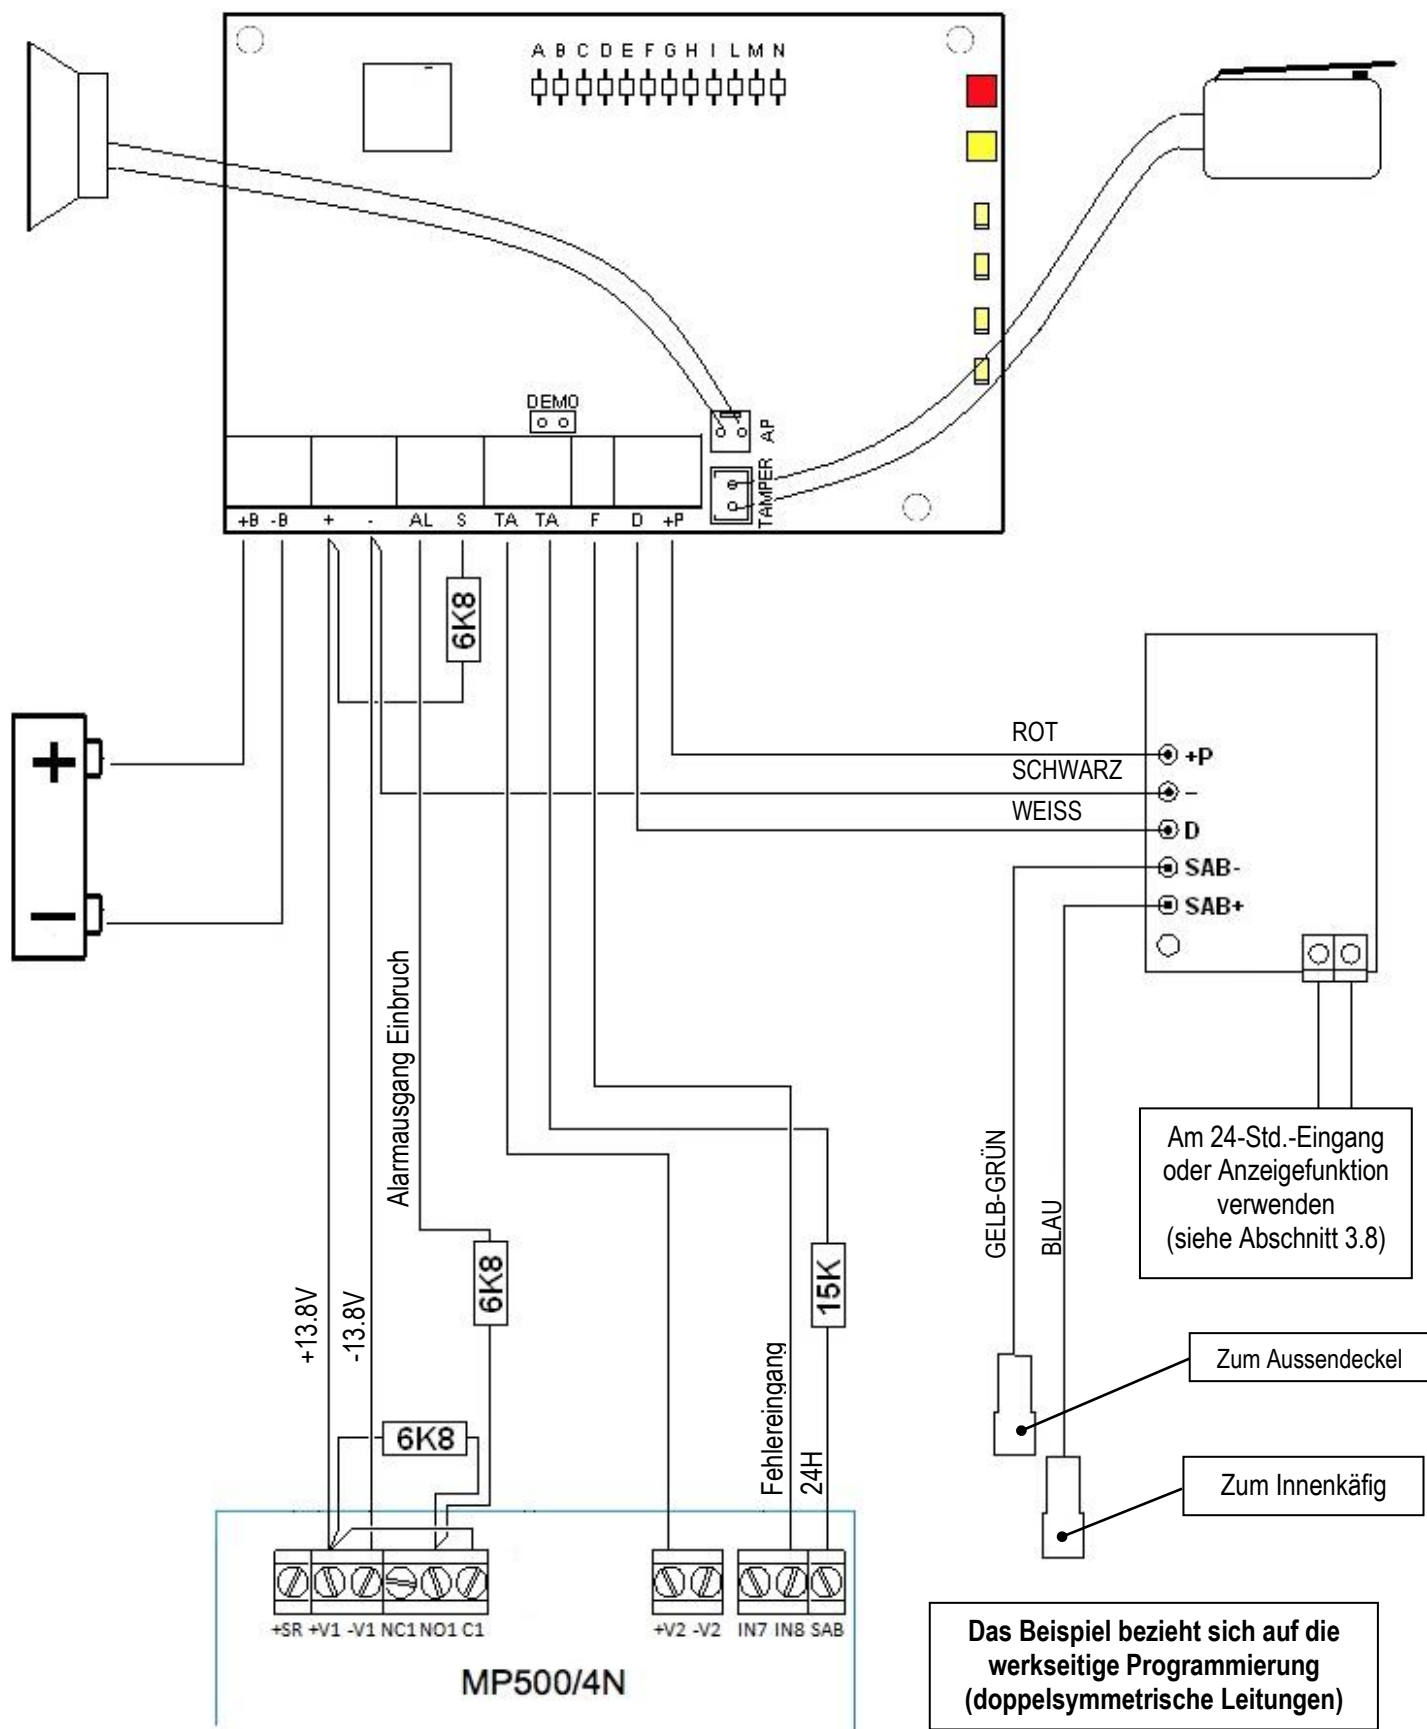 A B C D E F G H I L M N
DEMO
AP
TAMPER
+B -B + - AL S TA TA F D +P
6K8
ROT
SCHWARZ
WEISS
+P
–
D
SAB-
SAB+
+
–
Alarmausgang Einbruch
+13.8V
-13.8V
6K8
6K8
15K
Fehlereingang
24H
GELB-GRÜN
BLAU
Am 24-Std.-Eingang
oder Anzeigefunktion
verwenden
(siehe Abschnitt 3.8)
Zum Aussendeckel
Zum Innenkäfig
+SR +V1 -V1 NC1 NO1 C1
+V2 -V2 IN7 IN8 SAB
MP500/4N
Das Beispiel bezieht sich auf die
werkseitige Programmierung
(doppelsymmetrische Leitungen)